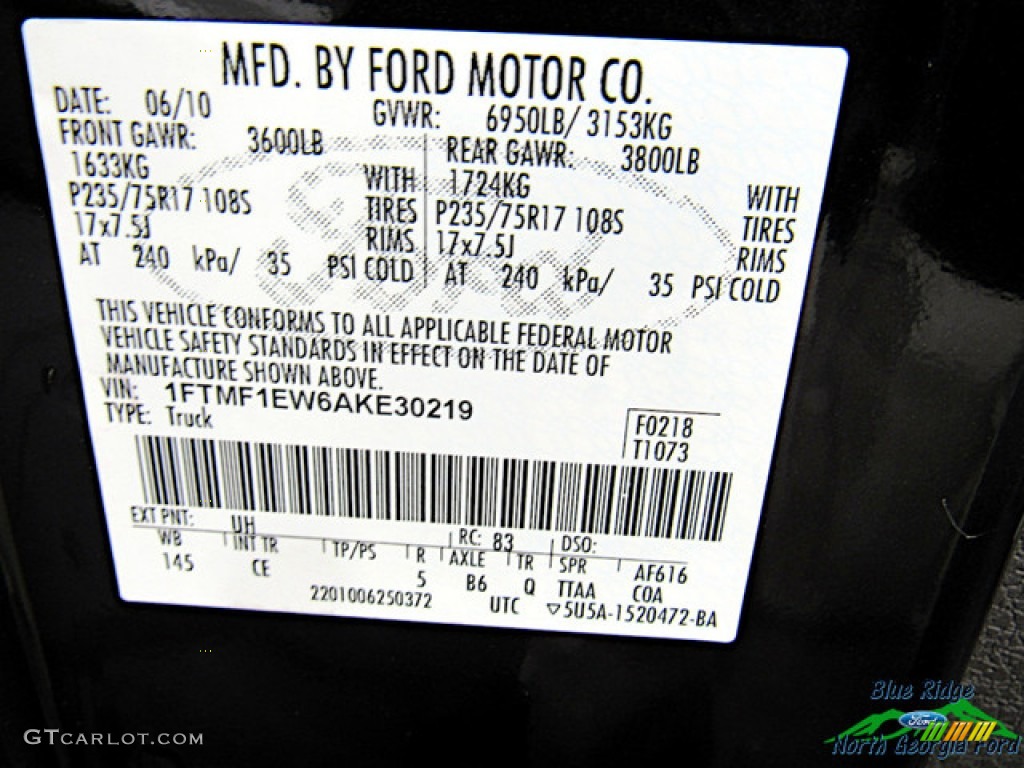 MFD. BY FORD MOTOR CO.
DATE: 06/10 GVWR: 6950LB/ 3153KG
FRONT GAWR: 3600LB REAR GAWR: 3800LB
1633KG WITH 1724KG WITH
P235/75R17 108S TIRES P235/75R17 108S TIRES
17x7.5J RIMS 17x7.5J RIMS
AT 240 kPa/ 35 PSI COLD AT 240 kPa/ 35 PSI COLD
THIS VEHICLE CONFORMS TO ALL APPLICABLE FEDERAL MOTOR
VEHICLE SAFETY STANDARDS IN EFFECT ON THE DATE OF
MANUFACTURE SHOWN ABOVE.
VIN: 1FTMF1EW6AKE30219
TYPE: Truck
F0218
T1073
EXT PNT: UH RC: 83 DSO:
WB INT TR TP/PS R AXLE TR SPR AF616
145 CE 5 B6 Q TTAA COA
2201006250372 UTC ▽5U5A-1520472-BA
Blue Ridge
Ford
North Georgia Ford
GTcarlot.com